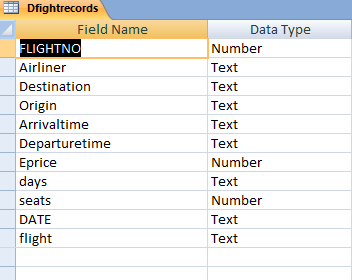 Dfightrecords
Field Name Data Type
FLIGHTNO Number
Airliner Text
Destination Text
Origin Text
Arrivaltime Text
Departuretime Text
Eprice Number
days Text
seats Number
DATE Text
flight Text